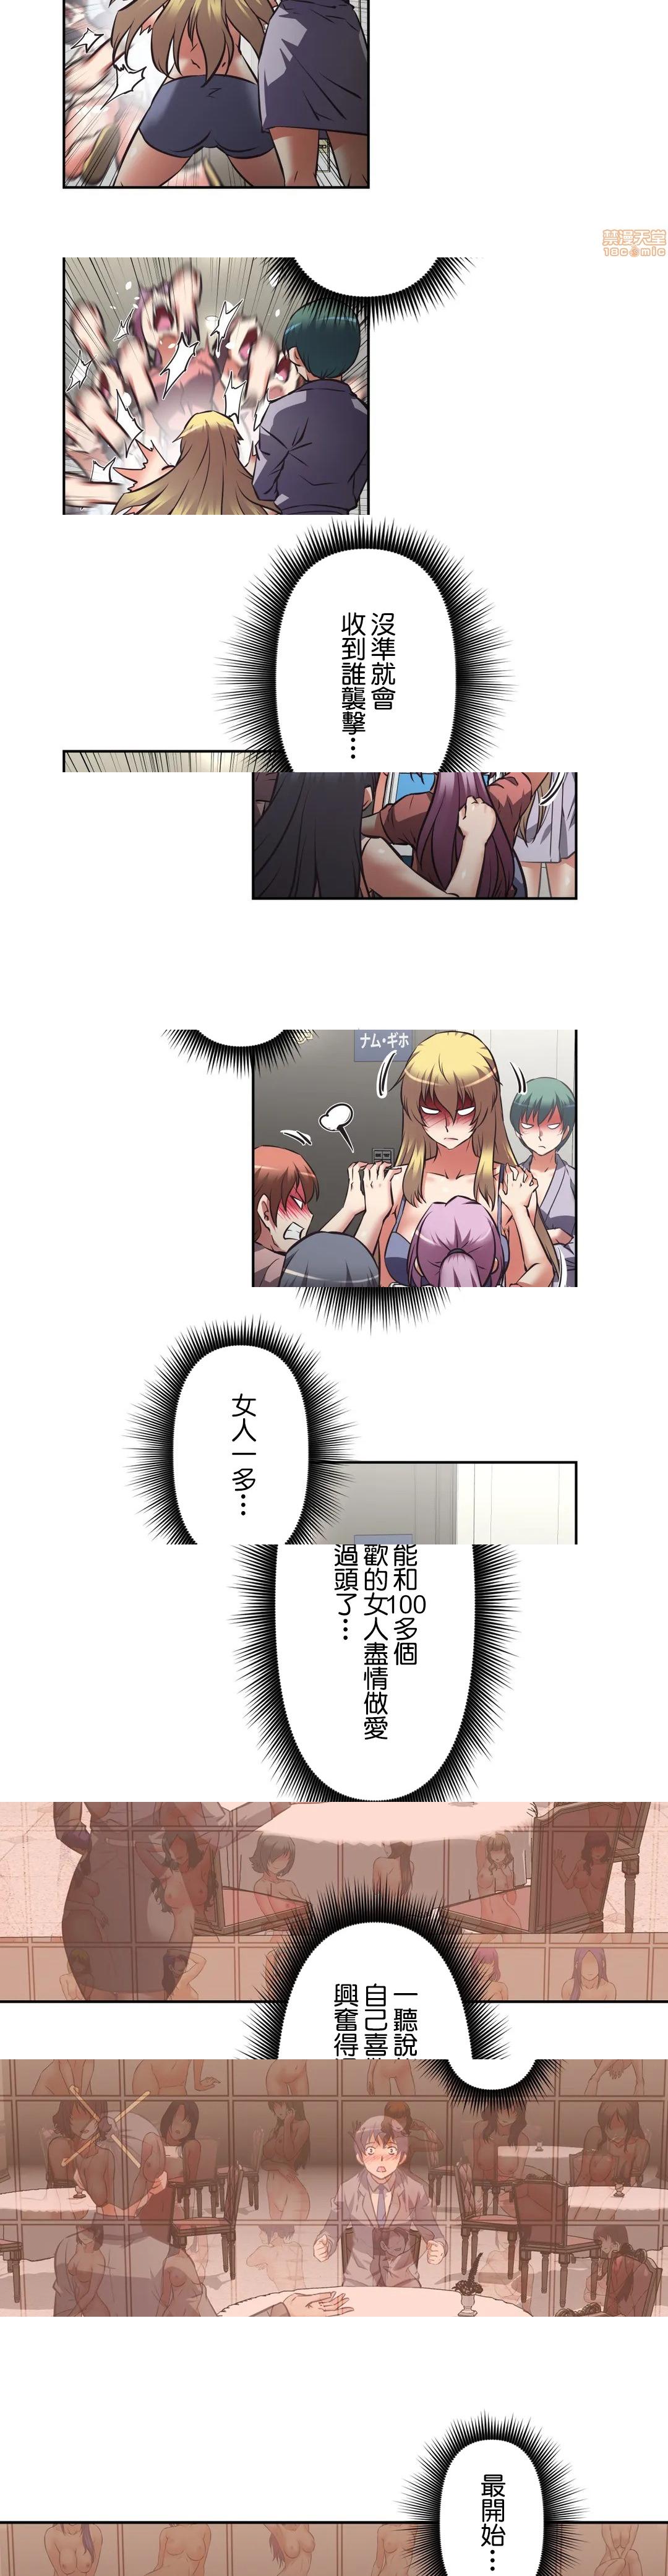 禁漫天堂
18comic
沒準就會
收到誰襲擊…
ナム・ギホ
女人一多…
能和100多個
歡的女人盡情做愛
過頭了…
一聽說
自己喜
興奮得
最開始…